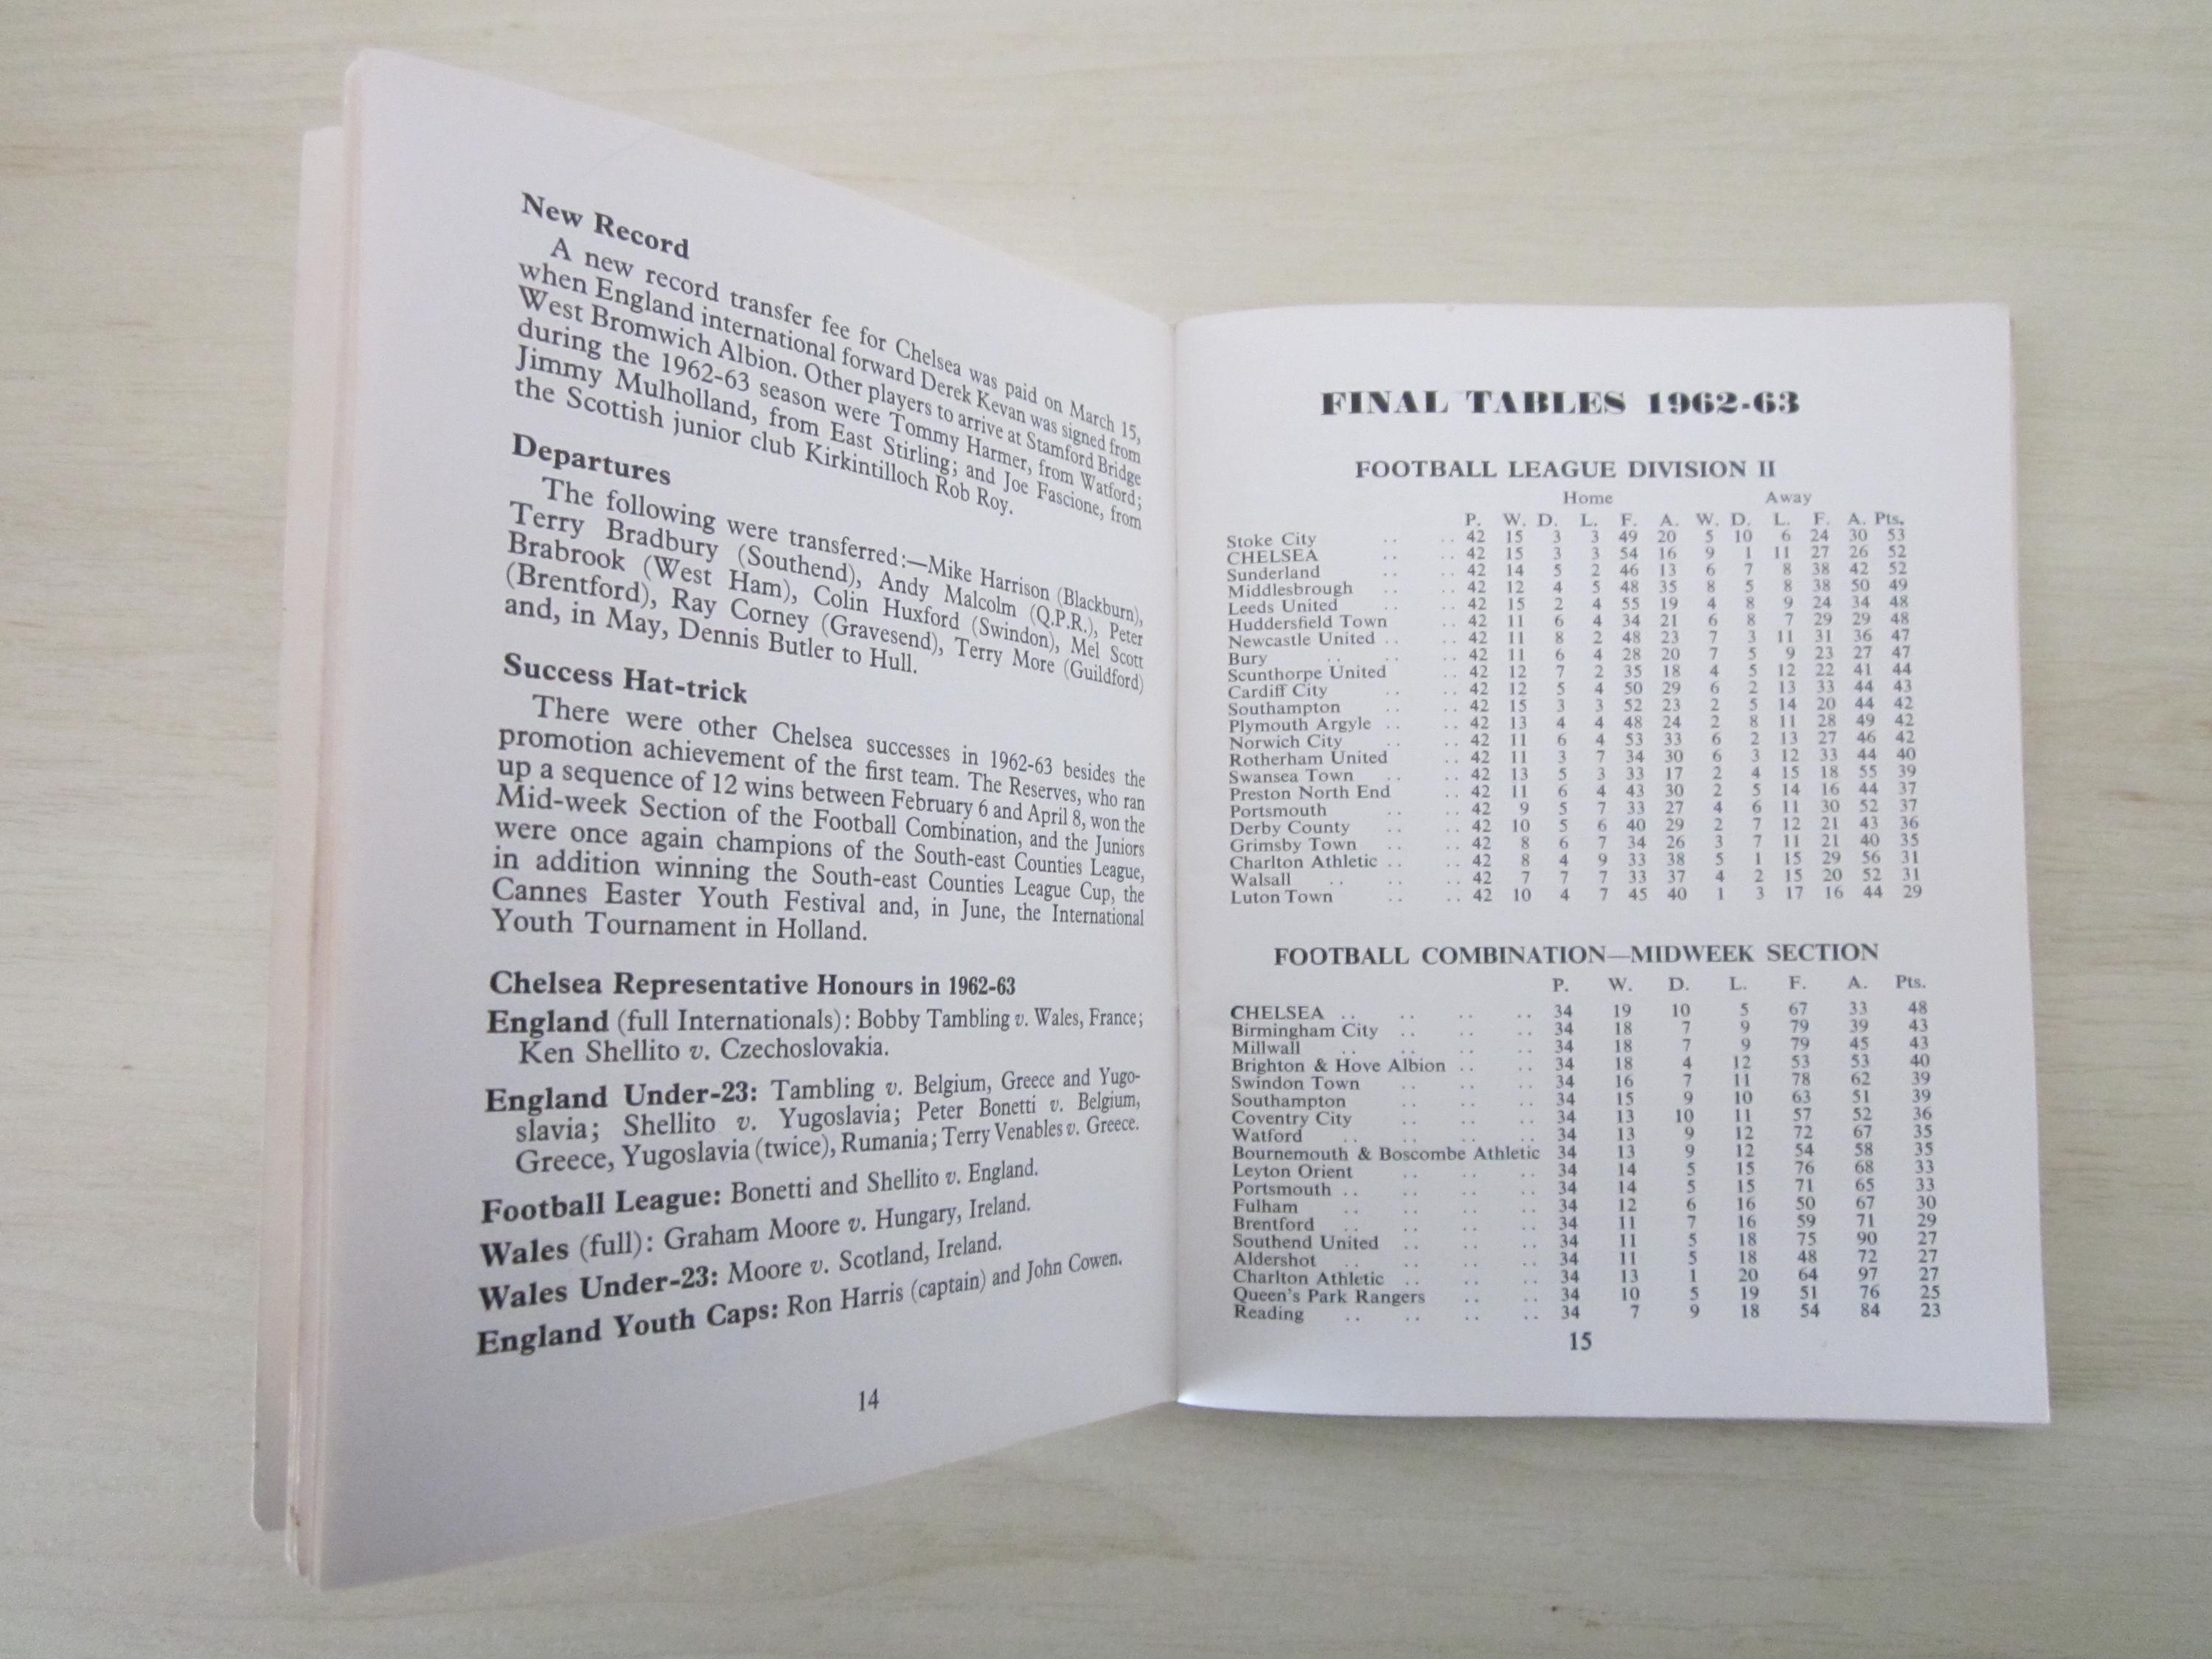 New Record
A new record transfer fee for Chelsea was paid on March 15,
when England international forward Derek Kevan was signed from
West Bromwich Albion. Other players to arrive at Stamford Bridge
during the 1962-63 season were Tommy Harmer, from Watford;
Jimmy Mulholland, from East Stirling; and Joe Fascione, from
the Scottish junior club Kirkintilloch Rob Roy.
Departures
The following were transferred:—Mike Harrison (Blackburn),
Terry Bradbury (Southend), Andy Malcolm (Q.P.R.), Peter
Brabrook (West Ham), Colin Huxford (Swindon), Mel Scott
(Brentford), Ray Corney (Gravesend), Terry More (Guildford)
and, in May, Dennis Butler to Hull.
Success Hat-trick
There were other Chelsea successes in 1962-63 besides the
promotion achievement of the first team. The Reserves, who ran
up a sequence of 12 wins between February 6 and April 8, won the
Mid-week Section of the Football Combination, and the Juniors
were once again champions of the South-east Counties League,
in addition winning the South-east Counties League Cup, the
Cannes Easter Youth Festival and, in June, the International
Youth Tournament in Holland.
Chelsea Representative Honours in 1962-63
England (full Internationals): Bobby Tambling v. Wales, France;
Ken Shellito v. Czechoslovakia.
England Under-23: Tambling v. Belgium, Greece and Yugo-
slavia; Shellito v. Yugoslavia; Peter Bonetti v. Belgium,
Greece, Yugoslavia (twice), Rumania; Terry Venables v. Greece.
Football League: Bonetti and Shellito v. England.
Wales (full): Graham Moore v. Hungary, Ireland.
Wales Under-23: Moore v. Scotland, Ireland.
England Youth Caps: Ron Harris (captain) and John Cowen.
14
FINAL TABLES 1962-63
FOOTBALL LEAGUE DIVISION II
Home Away
P. W. D. L. F. A. W. D. L. F. A. Pts.
Stoke City .. .. 42 15 3 3 49 20 5 10 6 24 30 53
CHELSEA .. .. 42 15 3 3 54 16 9 1 11 27 26 52
Sunderland .. .. 42 14 5 2 46 13 6 7 8 38 42 52
Middlesbrough .. .. 42 12 4 5 48 35 8 5 8 38 50 49
Leeds United .. .. 42 15 2 4 55 19 4 8 9 24 34 48
Huddersfield Town .. 42 11 6 4 34 21 6 8 7 29 29 48
Newcastle United .. .. 42 11 8 2 48 23 7 3 11 31 36 47
Bury .. .. .. 42 11 6 4 28 20 7 5 9 23 27 47
Scunthorpe United .. 42 12 7 2 35 18 4 5 12 22 41 44
Cardiff City .. .. 42 12 5 4 50 29 6 2 13 33 44 43
Southampton .. .. 42 15 3 3 52 23 2 5 14 20 44 42
Plymouth Argyle .. .. 42 13 4 4 48 24 2 8 11 28 49 42
Norwich City .. .. 42 11 6 4 53 33 6 2 13 27 46 42
Rotherham United .. 42 11 3 7 34 30 6 3 12 33 44 40
Swansea Town .. .. 42 13 5 3 33 17 2 4 15 18 55 39
Preston North End .. 42 11 6 4 43 30 2 5 14 16 44 37
Portsmouth .. .. 42 9 5 7 33 27 4 6 11 30 52 37
Derby County .. .. 42 10 5 6 40 29 2 7 12 21 43 36
Grimsby Town .. .. 42 8 6 7 34 26 3 7 11 21 40 35
Charlton Athletic .. .. 42 8 4 9 33 38 5 1 15 29 56 31
Walsall .. .. .. 42 7 7 7 33 37 4 2 15 20 52 31
Luton Town .. .. 42 10 4 7 45 40 1 3 17 16 44 29
FOOTBALL COMBINATION—MIDWEEK SECTION
P. W. D. L. F. A. Pts.
CHELSEA .. .. .. .. 34 19 10 5 67 33 48
Birmingham City .. .. .. 34 18 7 9 79 39 43
Millwall .. .. .. .. 34 18 7 9 79 45 43
Brighton & Hove Albion .. .. 34 18 4 12 53 53 40
Swindon Town .. .. .. 34 16 7 11 78 62 39
Southampton .. .. .. 34 15 9 10 63 51 39
Coventry City .. .. .. 34 13 10 11 57 52 36
Watford .. .. .. .. 34 13 9 12 72 67 35
Bournemouth & Boscombe Athletic 34 13 9 12 54 58 35
Leyton Orient .. .. .. 34 14 5 15 76 68 33
Portsmouth .. .. .. .. 34 14 5 15 71 65 33
Fulham .. .. .. .. 34 12 6 16 50 67 30
Brentford .. .. .. .. 34 11 7 16 59 71 29
Southend United .. .. .. 34 11 5 18 75 90 27
Aldershot .. .. .. .. 34 11 5 18 48 72 27
Charlton Athletic .. .. .. 34 13 1 20 64 97 27
Queen's Park Rangers .. .. 34 10 5 19 51 76 25
Reading .. .. .. .. 34 7 9 18 54 84 23
15